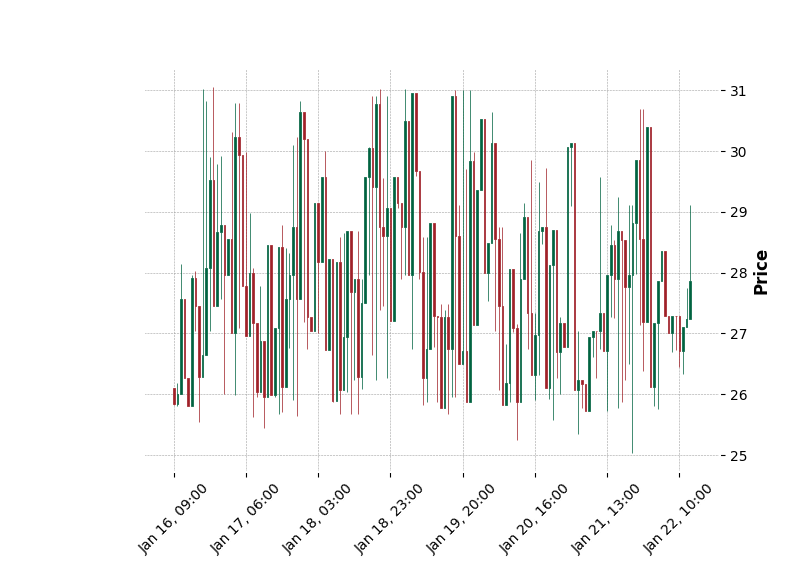 31
30
29
28
27
26
25
Price
Jan 16, 09:00
Jan 17, 06:00
Jan 18, 03:00
Jan 18, 23:00
Jan 19, 20:00
Jan 20, 16:00
Jan 21, 13:00
Jan 22, 10:00